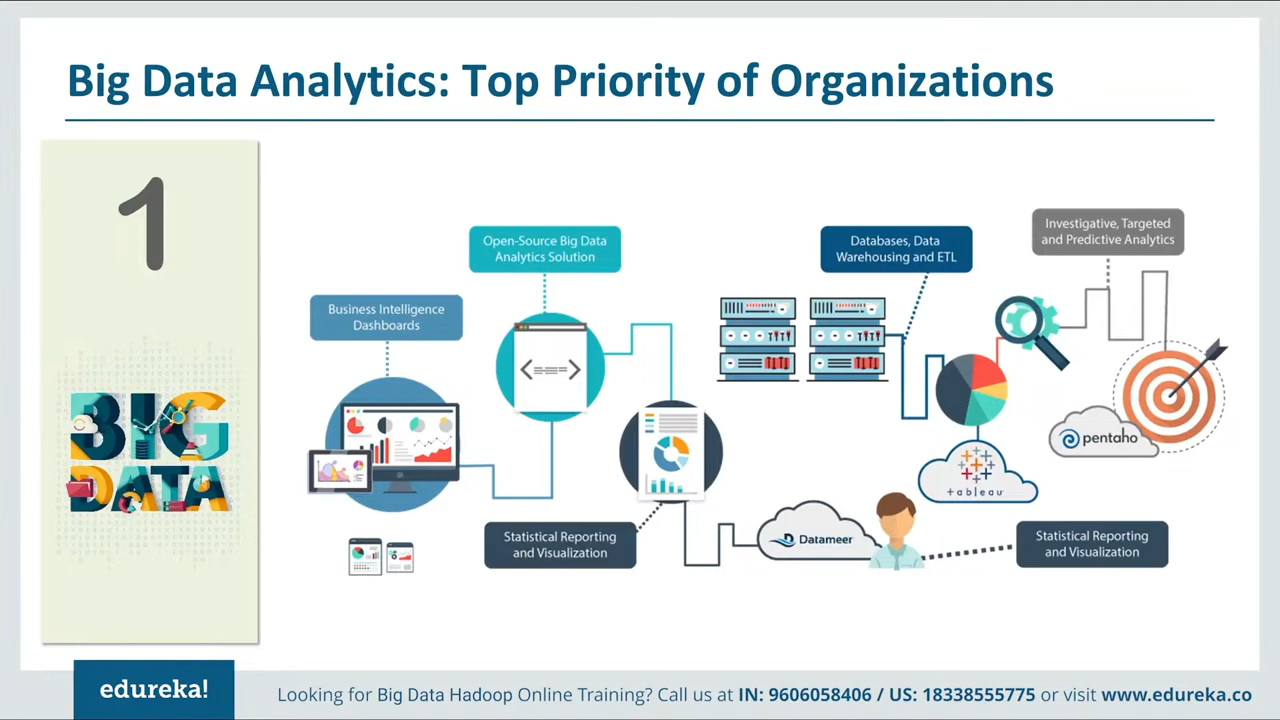 Big Data Analytics: Top Priority of Organizations
1
BIG
DATA
Business Intelligence
Dashboards
Open-Source Big Data
Analytics Solution
Statistical Reporting
and Visualization
Databases, Data
Warehousing and ETL
Investigative, Targeted
and Predictive Analytics
pentaho
+ableau
Datameer
Statistical Reporting
and Visualization
edureka!
Looking for Big Data Hadoop Online Training? Call us at IN: 9606058406 / US: 18338555775 or visit www.edureka.co